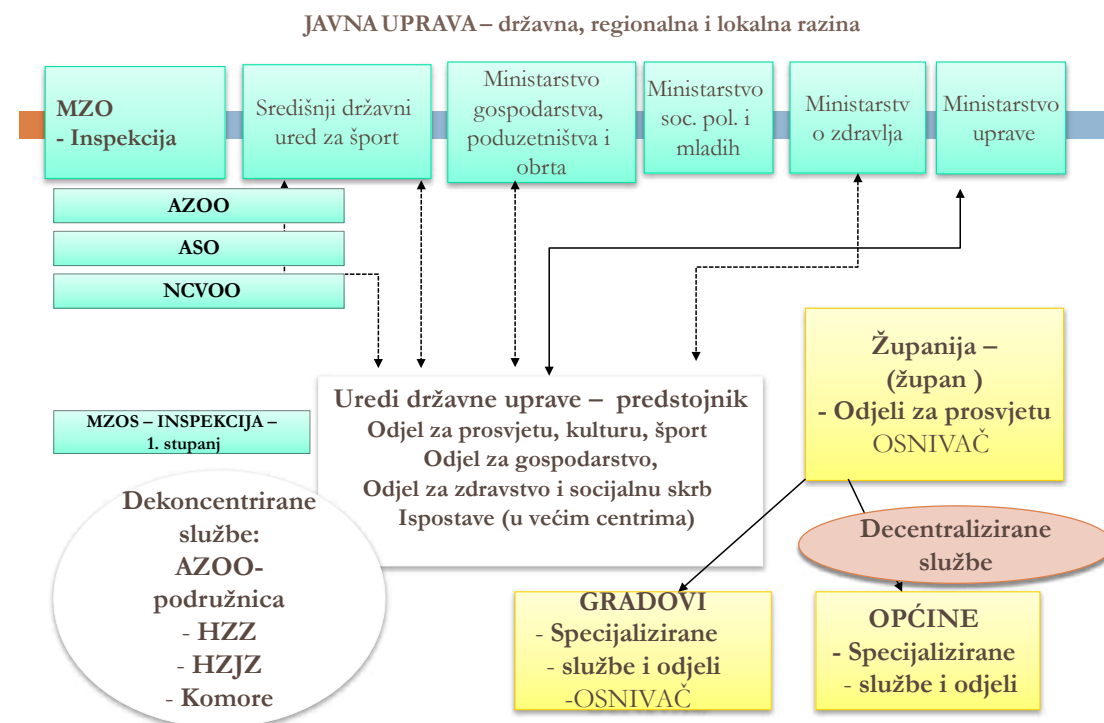 JAVNA UPRAVA – državna, regionalna i lokalna razina
MZO
- Inspekcija
Središnji državni
ured za šport
Ministarstvo
gospodarstva,
poduzetništva i
obrta
Ministarstvo
soc. pol. i
mladih
Ministarstv
o zdravlja
Ministarstvo
uprave
AZOO
ASO
NCVOO
MZOS – INSPEKCIJA –
1. stupanj
Uredi državne uprave – predstojnik
Odjel za prosvjetu, kulturu, šport
Odjel za gospodarstvo,
Odjel za zdravstvo i socijalnu skrb
Ispostave (u većim centrima)
Županija –
(župan )
- Odjeli za prosvjetu
OSNIVAČ
Dekoncentrirane
službe:
AZOO-
podružnica
- HZZ
- HZJZ
- Komore
Decentralizirane
službe
GRADOVI
- Specijalizirane
- službe i odjeli
-OSNIVAČ
OPĆINE
- Specijalizirane
- službe i odjeli